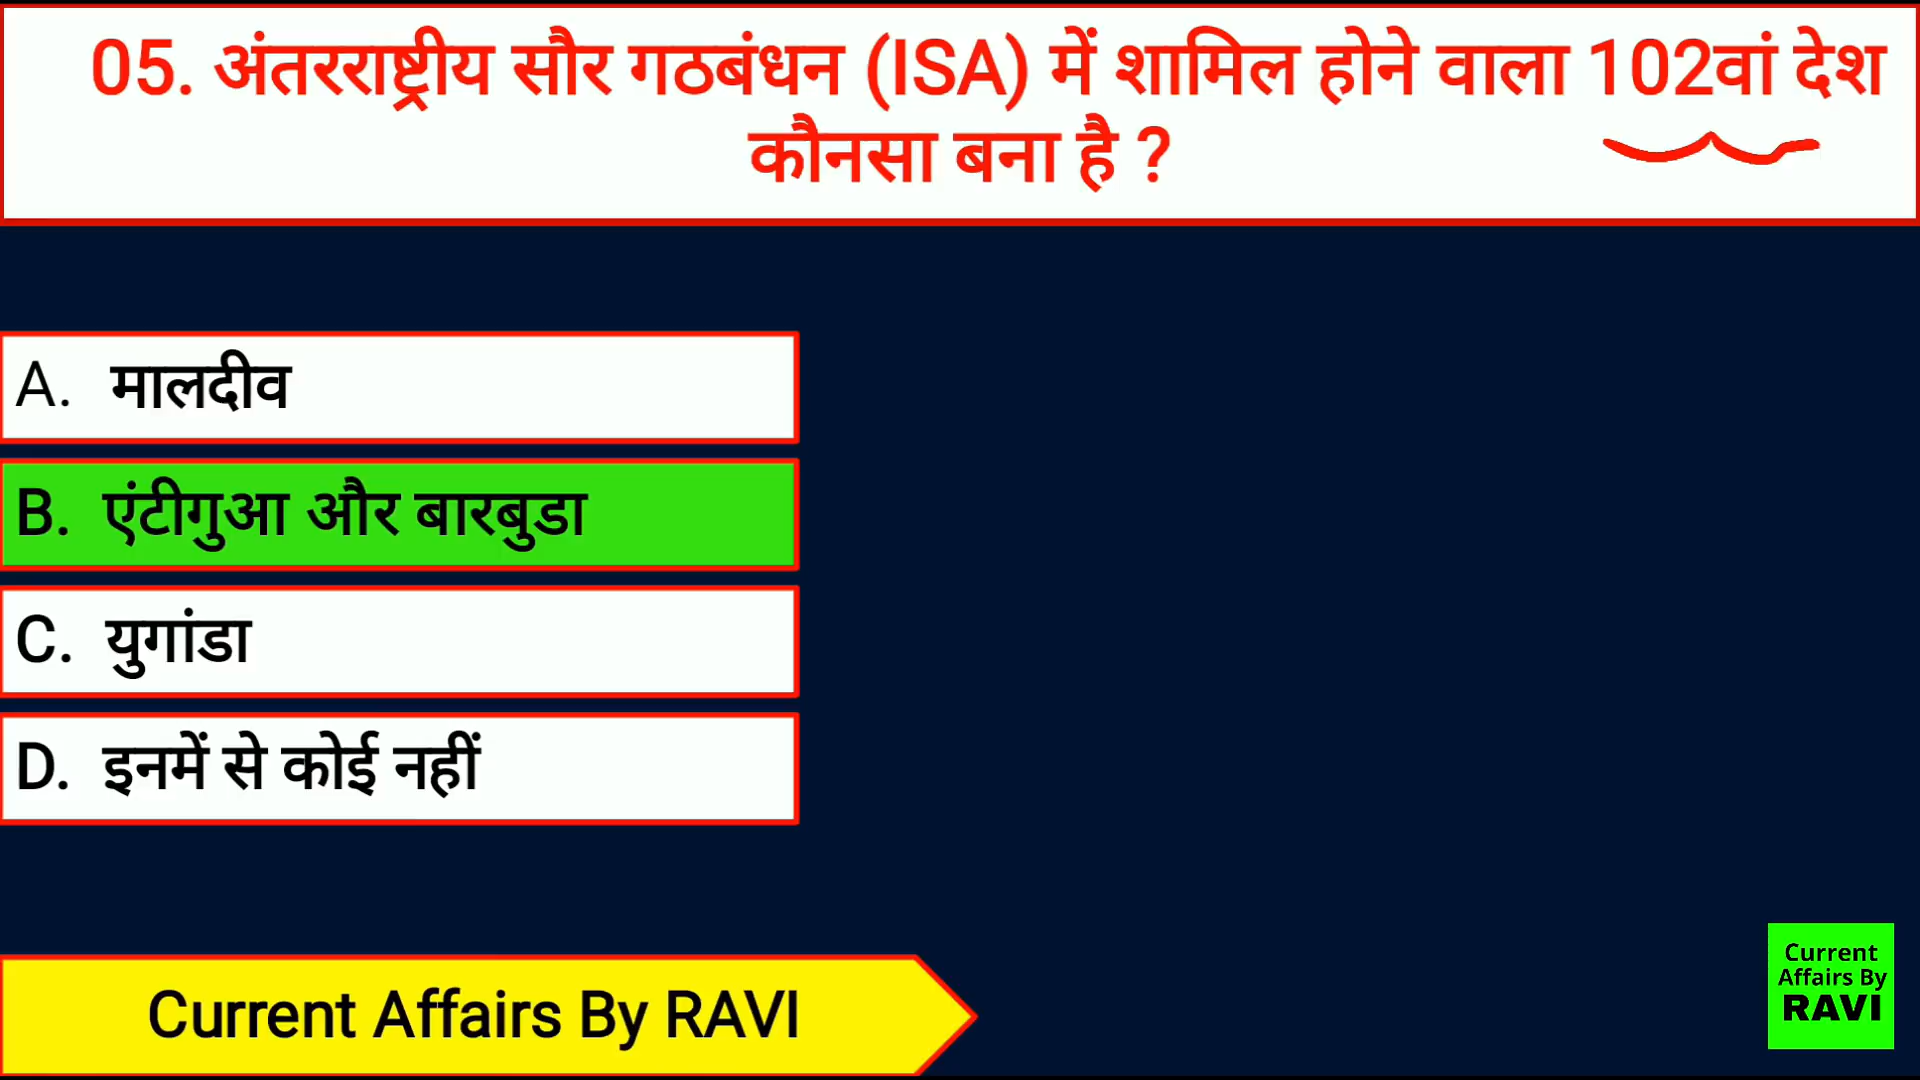 05. अंतरराष्ट्रीय सौर गठबंधन (ISA) में शामिल होने वाला 102वां देश
कौनसा बना है ?
A. मालदीव
B. एंटीगुआ और बारबुडा
C. युगांडा
D. इनमें से कोई नहीं
Current Affairs By RAVI
Current
Affairs By
RAVI